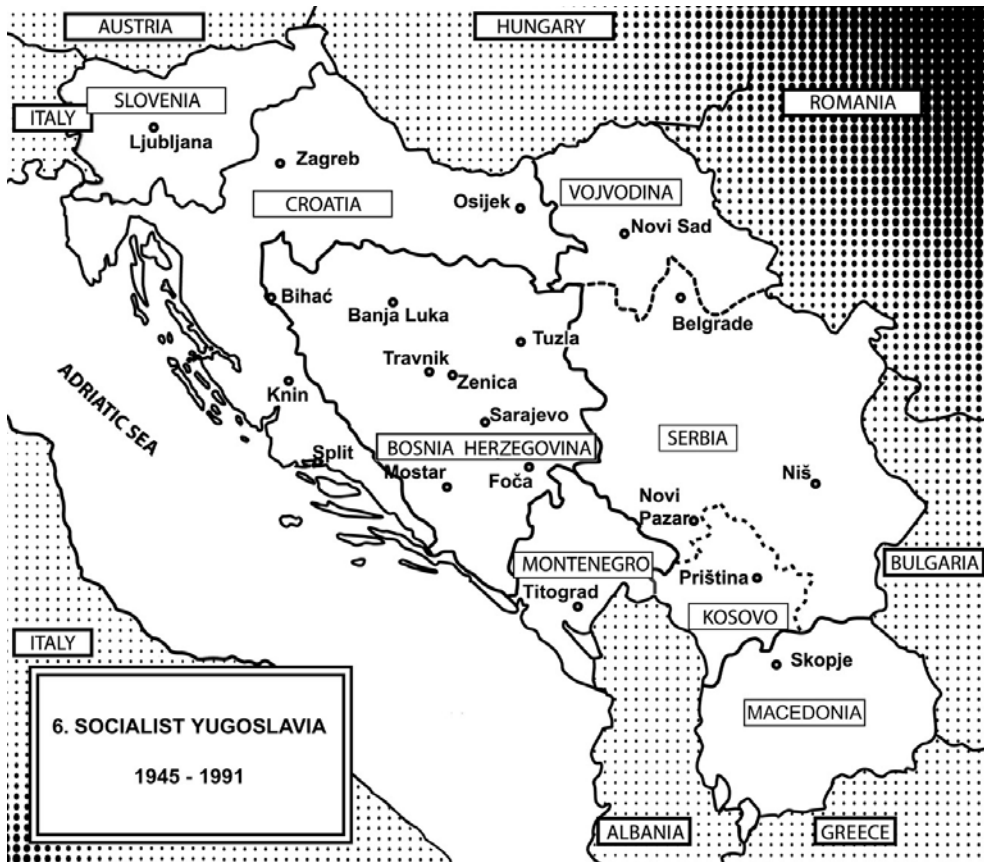 AUSTRIA
HUNGARY
SLOVENIA
ITALY
ROMANIA
Ljubljana
Zagreb
VOJVODINA
CROATIA
Osijek
Novi Sad
Bihać
Banja Luka
Belgrade
Tuzla
Travnik
Zenica
Knin
ADRIATIC SEA
Sarajevo
SERBIA
BOSNIA HERZEGOVINA
Split
Mostar
Foča
Niš
Novi
Pazar
MONTENEGRO
Priština
BULGARIA
Titograd
KOSOVO
ITALY
Skopje
MACEDONIA
6. SOCIALIST YUGOSLAVIA
1945 - 1991
ALBANIA
GREECE